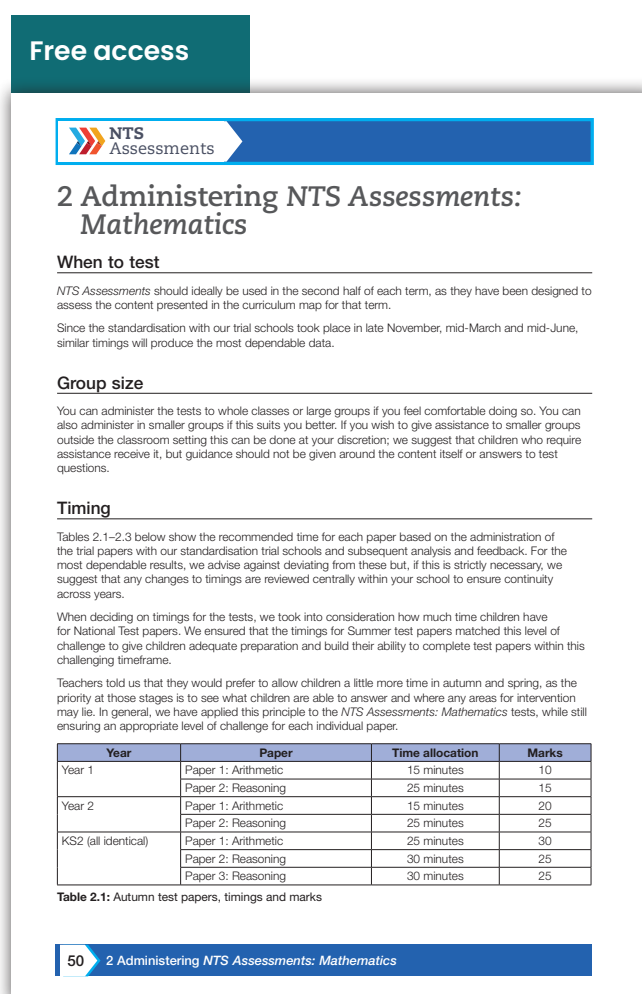 Free access
NTS
Assessments
2 Administering NTS Assessments:
Mathematics
When to test
NTS Assessments should ideally be used in the second half of each term, as they have been designed to
assess the content presented in the curriculum map for that term.
Since the standardisation with our trial schools took place in late November, mid-March and mid-June,
similar timings will produce the most dependable data.
Group size
You can administer the tests to whole classes or large groups if you feel comfortable doing so. You can
also administer in smaller groups if this suits you better. If you wish to give assistance to smaller groups
outside the classroom setting this can be done at your discretion; we suggest that children who require
assistance receive it, but guidance should not be given around the content itself or answers to test
questions.
Timing
Tables 2.1–2.3 below show the recommended time for each paper based on the administration of
the trial papers with our standardisation trial schools and subsequent analysis and feedback. For the
most dependable results, we advise against deviating from these but, if this is strictly necessary, we
suggest that any changes to timings are reviewed centrally within your school to ensure continuity
across years.
When deciding on timings for the tests, we took into consideration how much time children have
for National Test papers. We ensured that the timings for Summer test papers matched this level of
challenge to give children adequate preparation and build their ability to complete test papers within this
challenging timeframe.
Teachers told us that they would prefer to allow children a little more time in autumn and spring, as the
priority at those stages is to see what children are able to answer and where any areas for intervention
may lie. In general, we have applied this principle to the NTS Assessments: Mathematics tests, while still
ensuring an appropriate level of challenge for each individual paper.
Year Paper Time allocation Marks
Year 1 Paper 1: Arithmetic 15 minutes 10
Paper 2: Reasoning 25 minutes 15
Year 2 Paper 1: Arithmetic 15 minutes 20
Paper 2: Reasoning 25 minutes 25
KS2 (all identical) Paper 1: Arithmetic 25 minutes 30
Paper 2: Reasoning 30 minutes 25
Paper 3: Reasoning 30 minutes 25
Table 2.1: Autumn test papers, timings and marks
50 2 Administering NTS Assessments: Mathematics